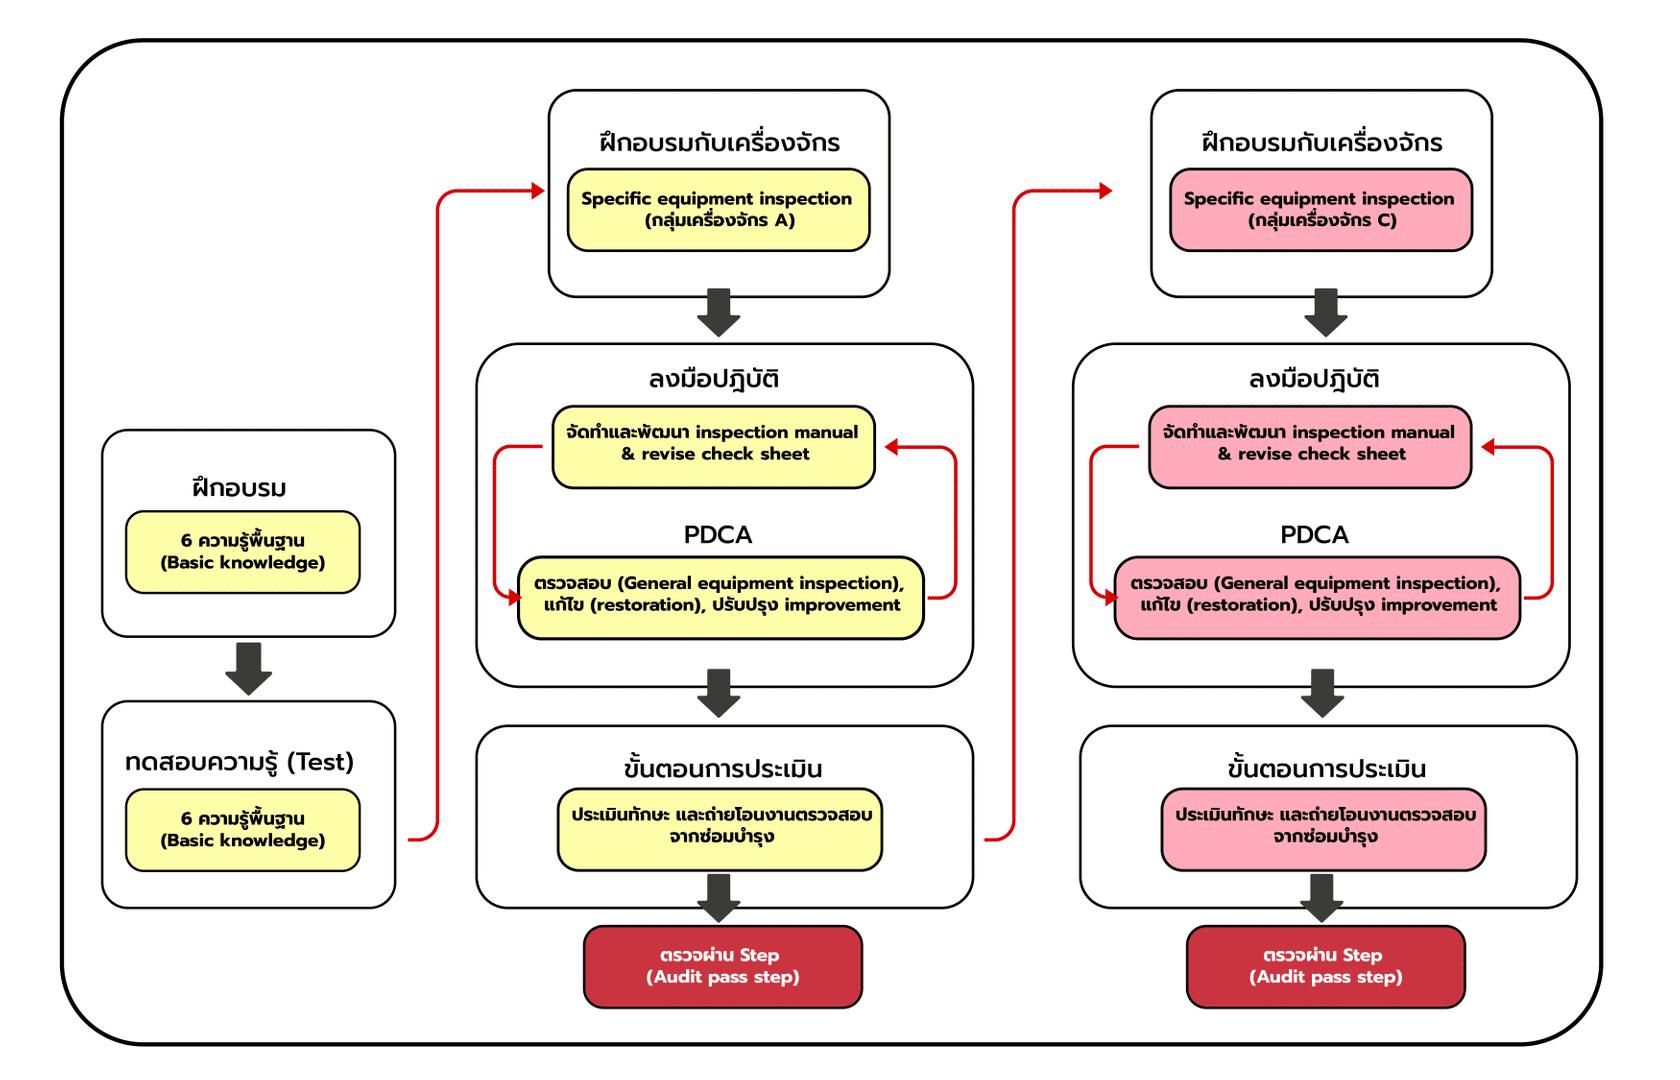 ฝึกอบรม
6 ความรู้พื้นฐาน
(Basic knowledge)
ทดสอบความรู้ (Test)
6 ความรู้พื้นฐาน
(Basic knowledge)
ฝึกอบรมกับเครื่องจักร
Specific equipment inspection
(กลุ่มเครื่องจักร A)
ลงมือปฎิบัติ
จัดทำและพัฒนา inspection manual
& revise check sheet
PDCA
ตรวจสอบ (General equipment inspection),
แก้ไข (restoration), ปรับปรุง improvement
ขั้นตอนการประเมิน
ประเมินทักษะ และถ่ายโอนงานตรวจสอบ
จากซ่อมบำรุง
ตรวจผ่าน Step
(Audit pass step)
ฝึกอบรมกับเครื่องจักร
Specific equipment inspection
(กลุ่มเครื่องจักร C)
ลงมือปฎิบัติ
จัดทำและพัฒนา inspection manual
& revise check sheet
PDCA
ตรวจสอบ (General equipment inspection),
แก้ไข (restoration), ปรับปรุง improvement
ขั้นตอนการประเมิน
ประเมินทักษะ และถ่ายโอนงานตรวจสอบ
จากซ่อมบำรุง
ตรวจผ่าน Step
(Audit pass step)